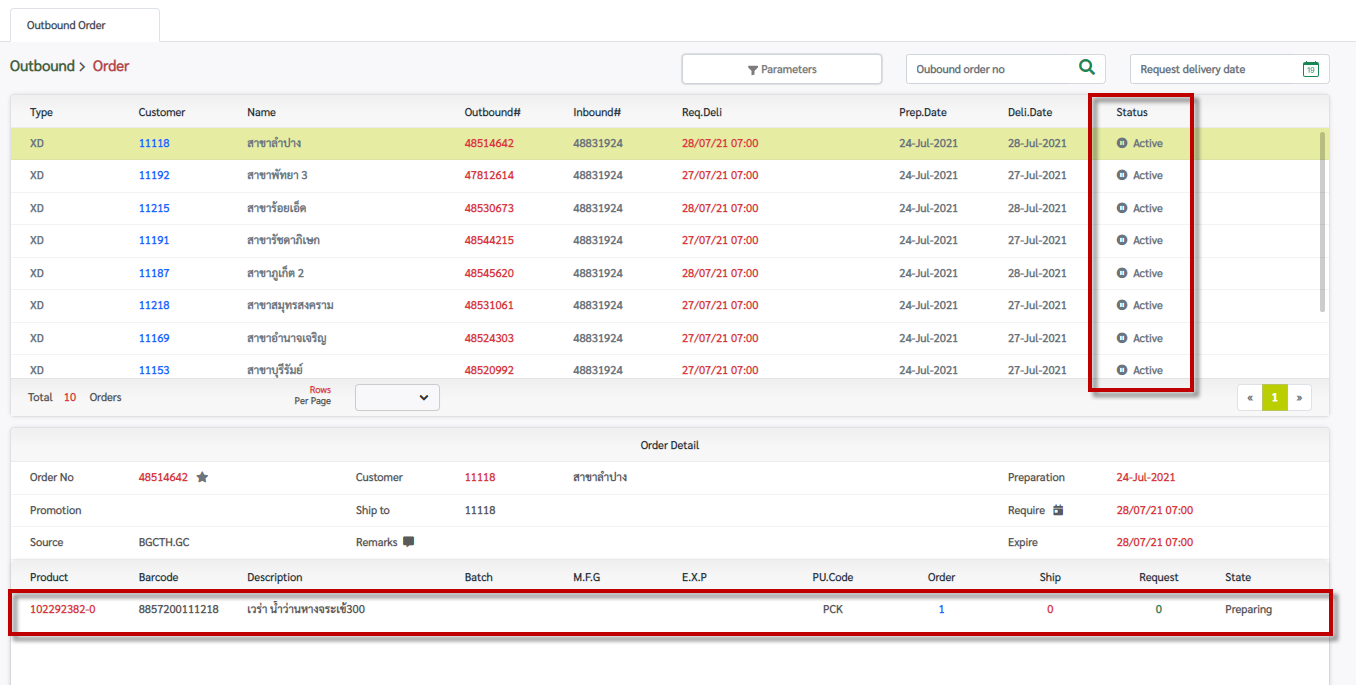 Outbound Order
Outbound > Order
Parameters
Oubound order no
Request delivery date
19
Type Customer Name Outbound# Inbound# Req.Deli Prep.Date Deli.Date Status
XD 11118 สาขาลำปาง 48514642 48831924 28/07/21 07:00 24-Jul-2021 28-Jul-2021 Active
XD 11192 สาขาพัทยา 3 47812614 48831924 27/07/21 07:00 24-Jul-2021 27-Jul-2021 Active
XD 11215 สาขาร้อยเอ็ด 48530673 48831924 28/07/21 07:00 24-Jul-2021 28-Jul-2021 Active
XD 11191 สาขารัชดาภิเษก 48544215 48831924 27/07/21 07:00 24-Jul-2021 27-Jul-2021 Active
XD 11187 สาขาภูเก็ต 2 48545620 48831924 28/07/21 07:00 24-Jul-2021 28-Jul-2021 Active
XD 11218 สาขาสมุทรสงคราม 48531061 48831924 27/07/21 07:00 24-Jul-2021 27-Jul-2021 Active
XD 11169 สาขาอำนาจเจริญ 48524303 48831924 27/07/21 07:00 24-Jul-2021 27-Jul-2021 Active
XD 11153 สาขาบุรีรัมย์ 48520992 48831924 27/07/21 07:00 24-Jul-2021 27-Jul-2021 Active
Total 10 Orders
Rows
Per Page
« 1 »
Order Detail
Order No 48514642 Customer 11118 สาขาลำปาง Preparation 24-Jul-2021
Promotion Ship to 11118 Require 28/07/21 07:00
Source BGCTH.GC Remarks Expire 28/07/21 07:00
Product Barcode Description Batch M.F.G E.X.P PU.Code Order Ship Request State
102292382-0 8857200111218 เวร่า น้ำว่านหางจระเข้300 PCK 1 0 0 Preparing